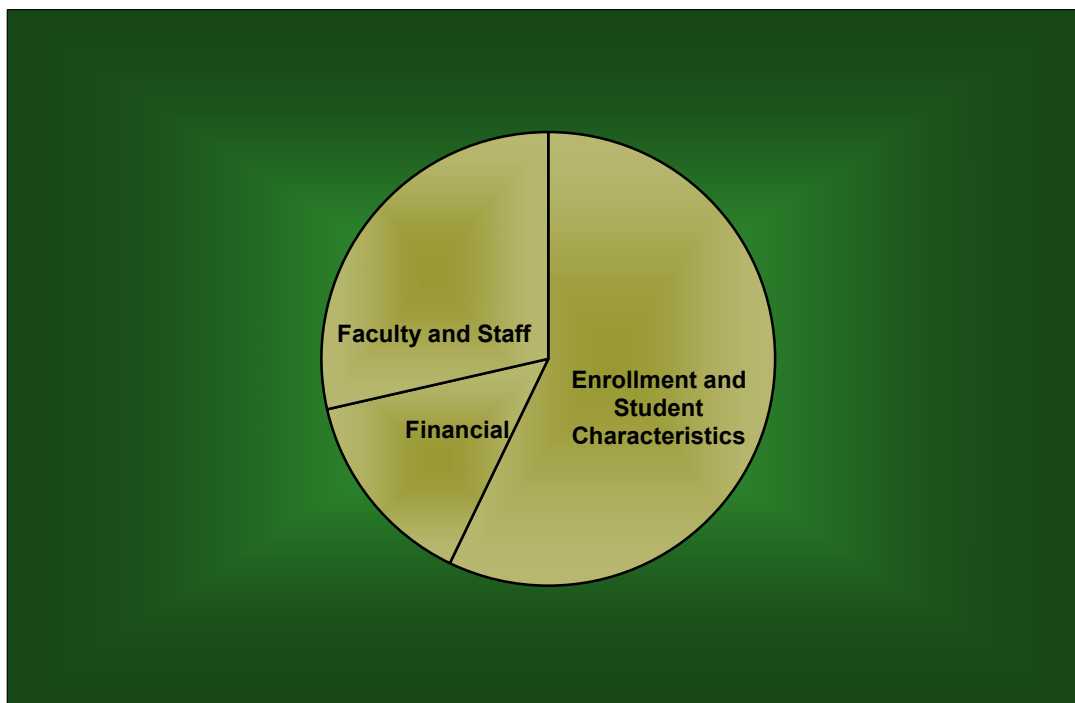 Faculty and Staff
Enrollment and
Student
Characteristics
Financial